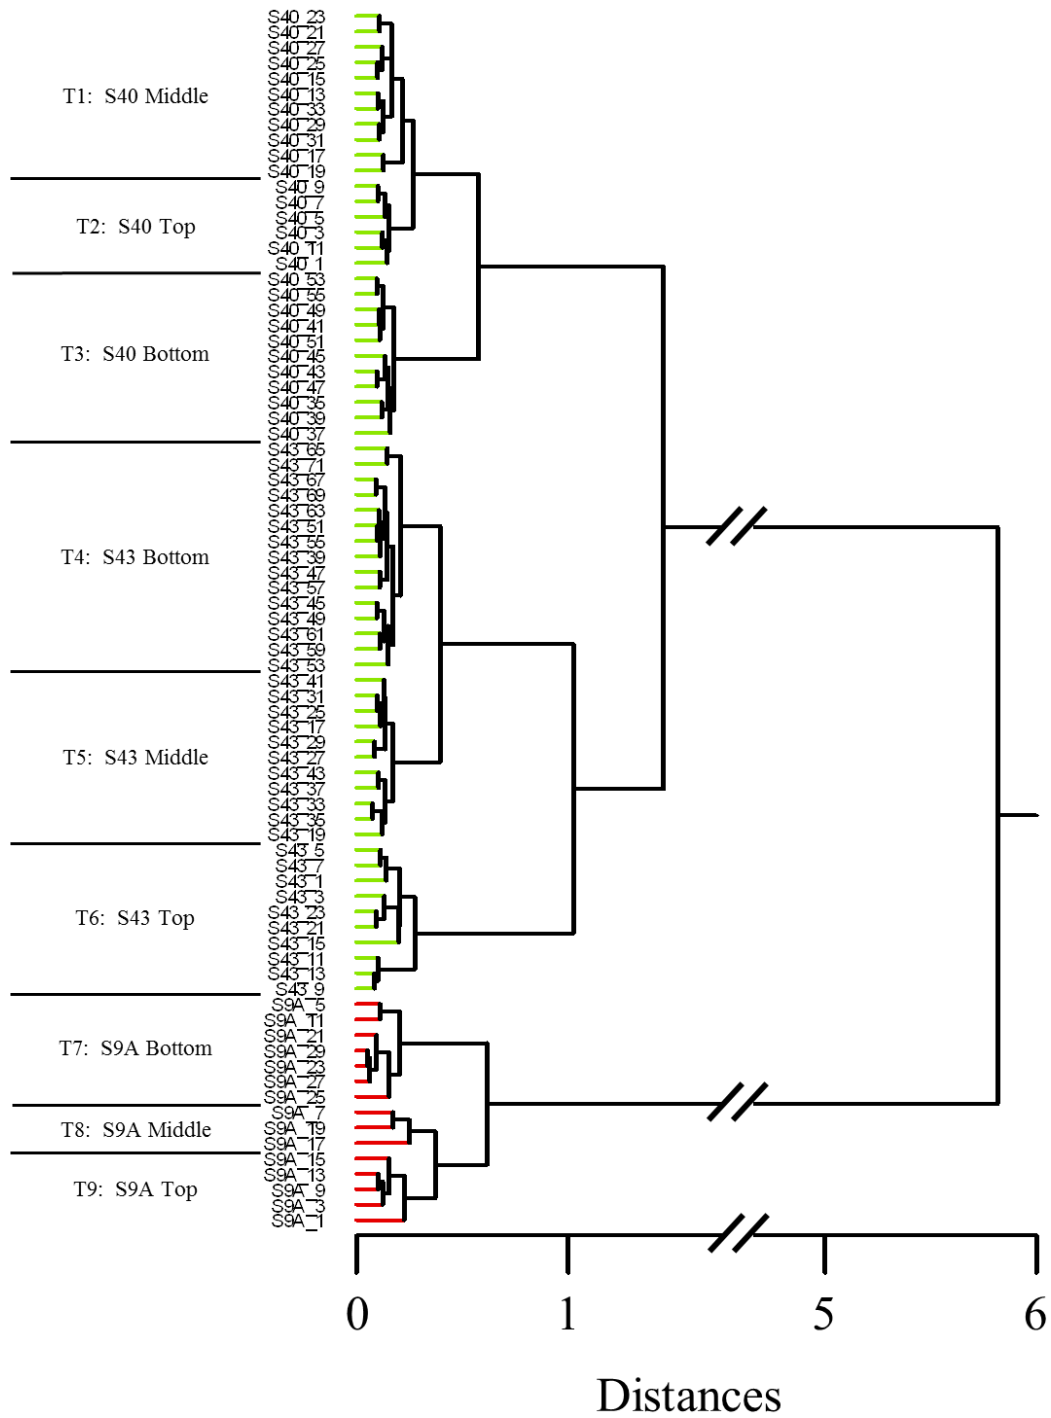 T1: S40 Middle
S40_23
S40_21
S40_27
S40_25
S40_15
S40_13
S40_33
S40_29
S40_31
S40_17
S40_19
T2: S40 Top
S40_9
S40_7
S40_5
S40_3
S40_11
S40_1
T3: S40 Bottom
S40_53
S40_55
S40_49
S40_41
S40_51
S40_45
S40_43
S40_47
S40_35
S40_39
S40_37
T4: S43 Bottom
S43_65
S43_71
S43_67
S43_69
S43_63
S43_51
S43_55
S43_39
S43_47
S43_57
S43_45
S43_49
S43_61
S43_59
S43_53
T5: S43 Middle
S43_41
S43_31
S43_25
S43_17
S43_29
S43_27
S43_43
S43_37
S43_33
S43_35
S43_19
T6: S43 Top
S43_5
S43_7
S43_1
S43_3
S43_23
S43_21
S43_15
S43_11
S43_13
S43_9
T7: S9A Bottom
S9A_5
S9A_11
S9A_21
S9A_29
S9A_23
S9A_27
S9A_25
T8: S9A Middle
S9A_7
S9A_19
S9A_17
T9: S9A Top
S9A_15
S9A_13
S9A_9
S9A_3
S9A_1
0 1 5 6
Distances